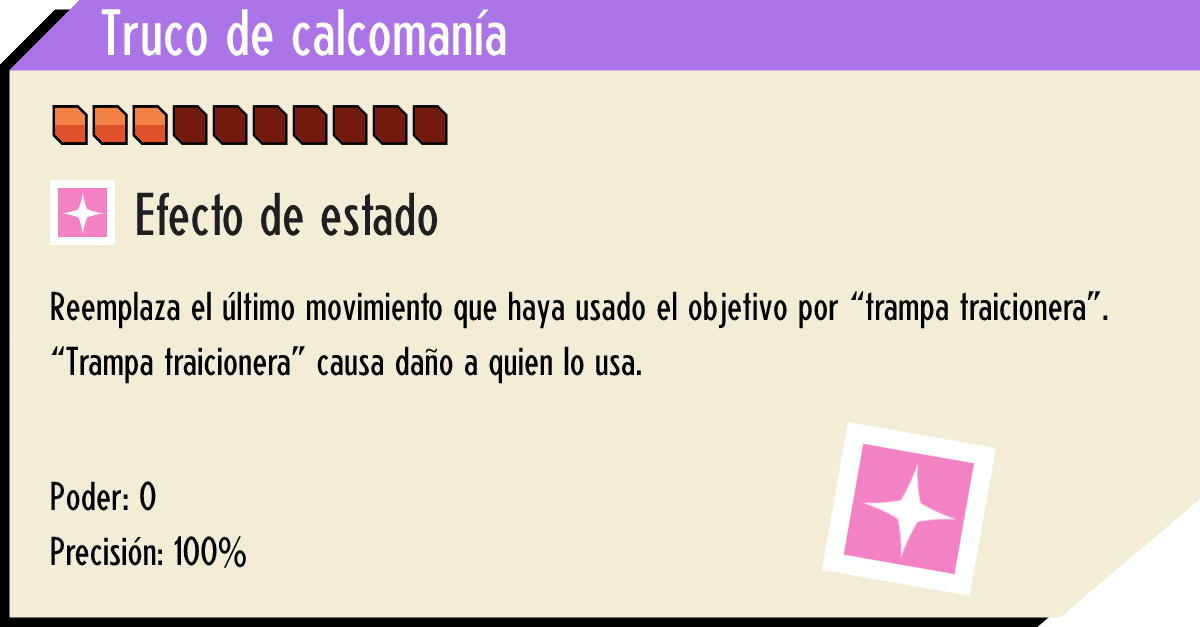 Truco de calcomanía
Efecto de estado
Reemplaza el último movimiento que haya usado el objetivo por “trampa traicionera”.
“Trampa traicionera” causa daño a quien lo usa.
Poder: 0
Precisión: 100%